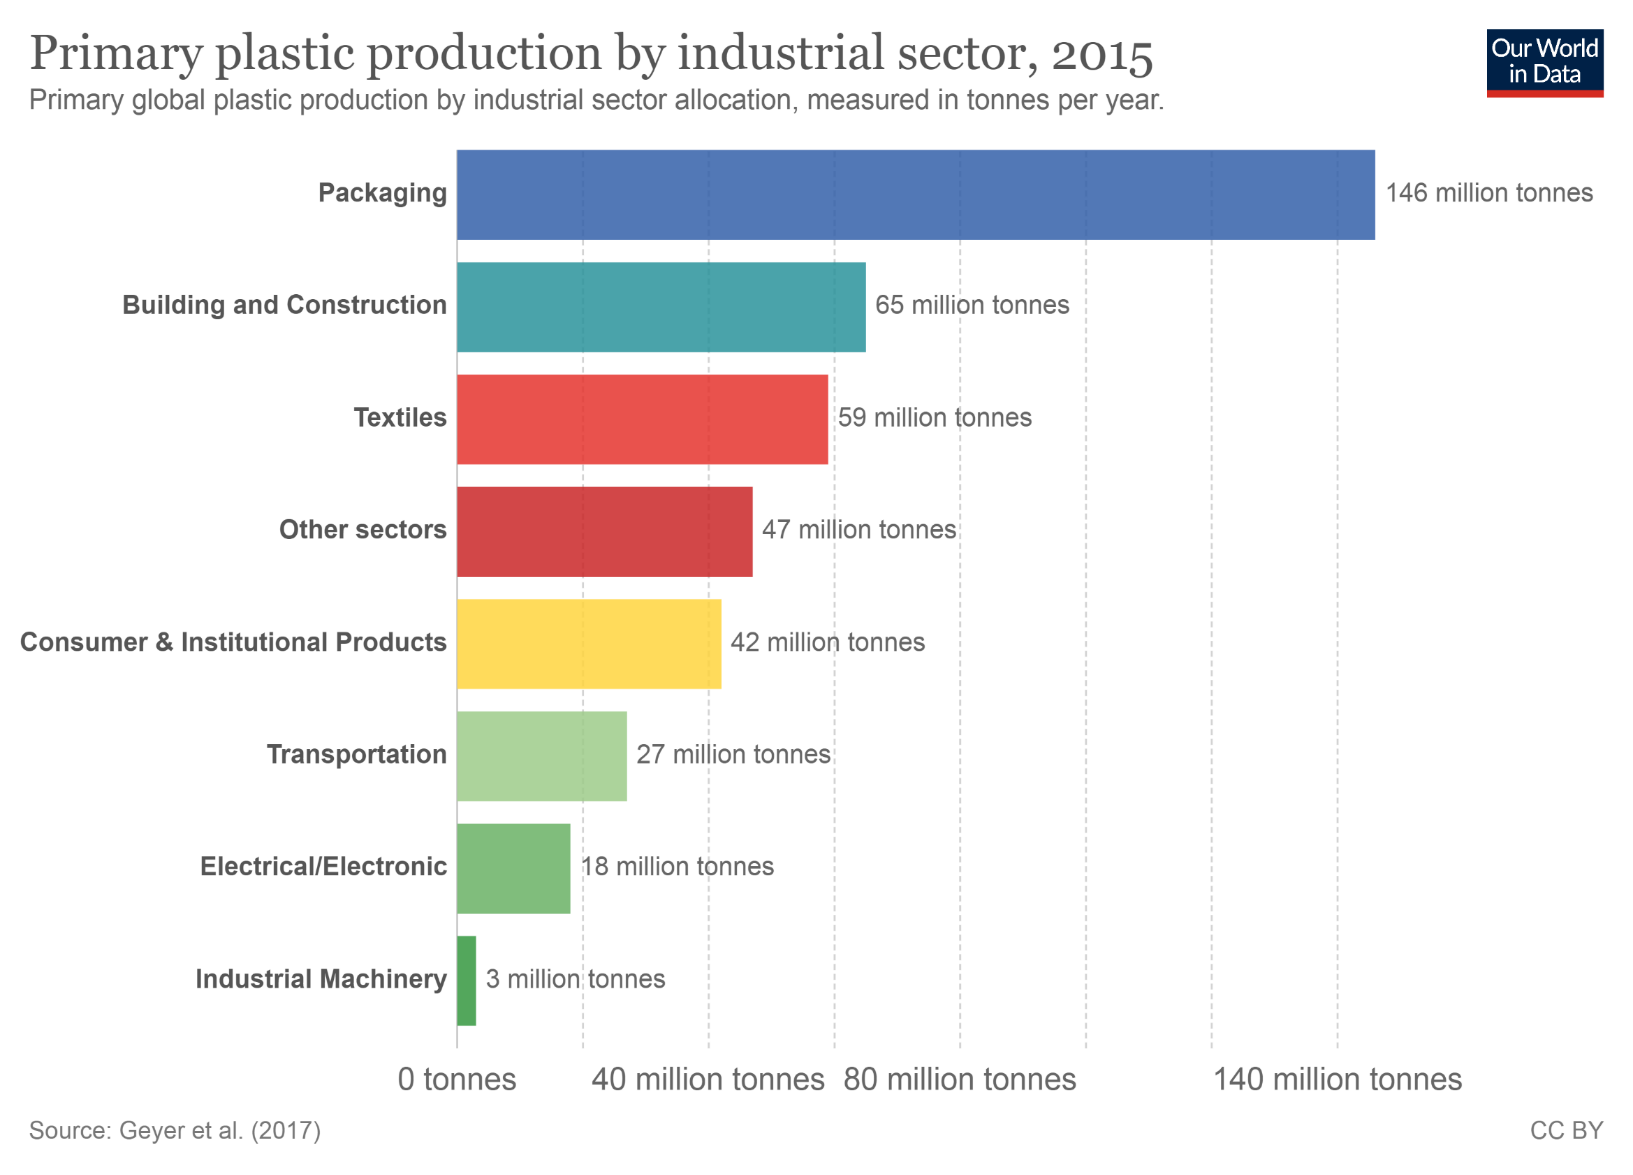 Primary plastic production by industrial sector, 2015
Our World
in Data
Primary global plastic production by industrial sector allocation, measured in tonnes per year.
Packaging
146 million tonnes
Building and Construction
65 million tonnes
Textiles
59 million tonnes
Other sectors
47 million tonnes
Consumer & Institutional Products
42 million tonnes
Transportation
27 million tonnes
Electrical/Electronic
18 million tonnes
Industrial Machinery
3 million tonnes
0 tonnes
40 million tonnes
80 million tonnes
140 million tonnes
Source: Geyer et al. (2017)
CC BY